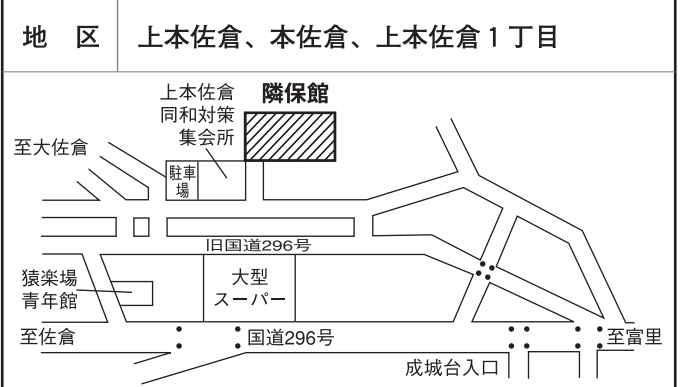 地 区 上本佐倉、本佐倉、上本佐倉1丁目
上本佐倉
同和対策
集会所
隣保館
至大佐倉
駐車
場
旧国道296号
猿楽場
青年館
大型
スーパー
至佐倉
国道296号
至富里
成城台入口